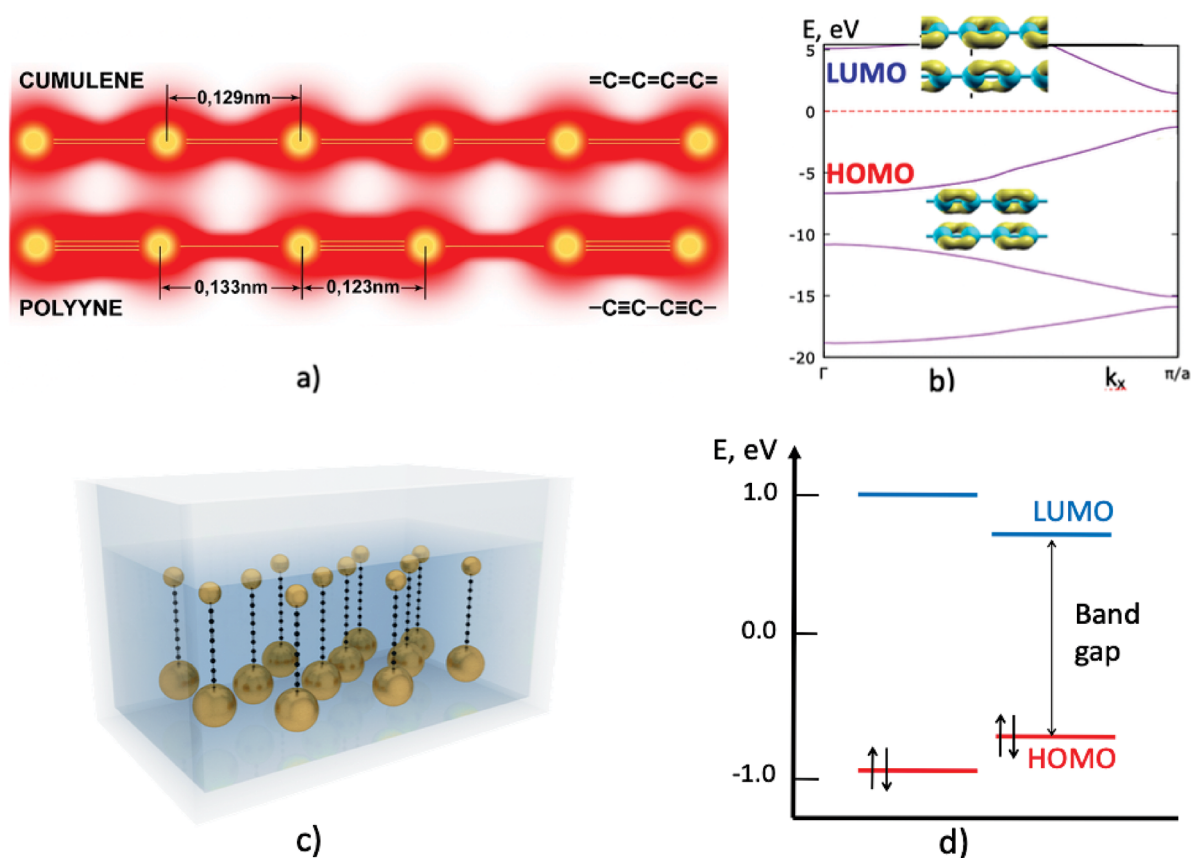 CUMULENE
=C=C=C=C=
0,129nm
0,133nm
0,123nm
POLYYNE
–C≡C–C≡C–
a)
E, eV
5
LUMO
0
HOMO
-5
-10
-15
-20
Γ
b)
kx
π/a
c)
E, eV
1.0
LUMO
0.0
Band
gap
-1.0
HOMO
d)